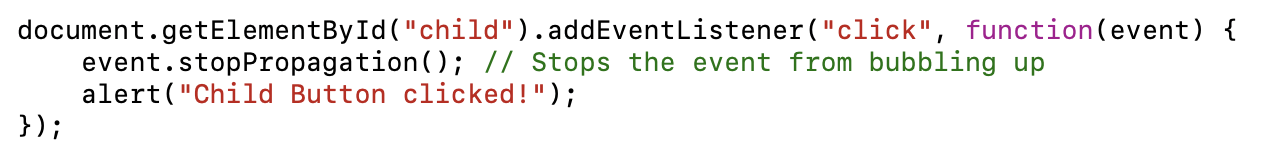 document.getElementById("child").addEventListener("click", function(event) {
    event.stopPropagation(); // Stops the event from bubbling up
    alert("Child Button clicked!");
});